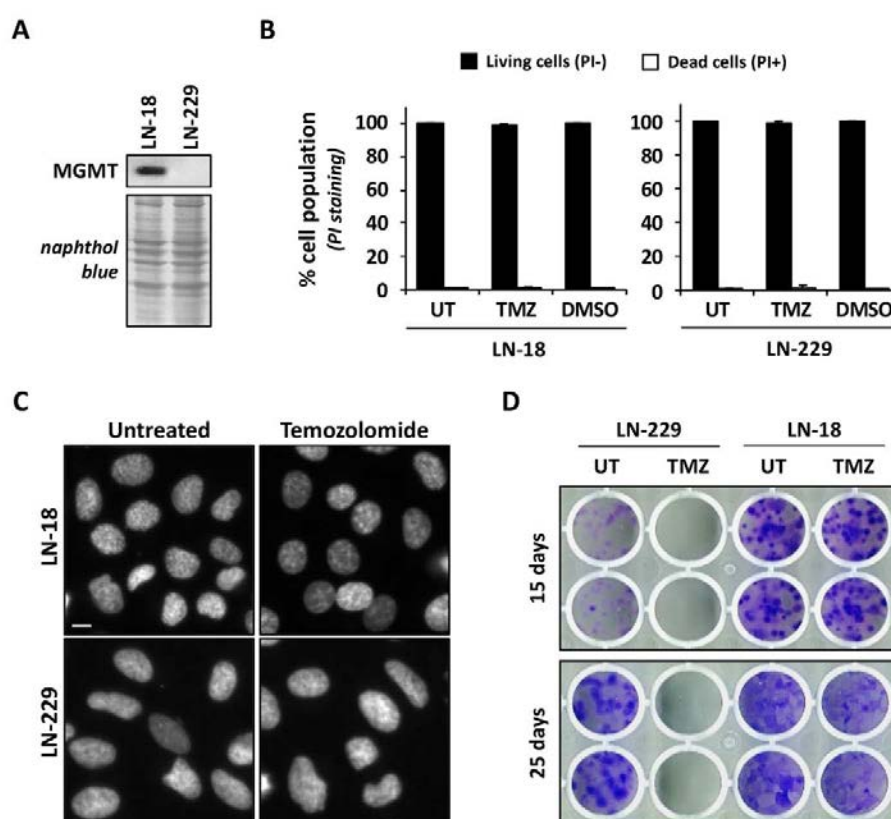 A
LN-18
LN-229
MGMT
naphthol
blue
B
Living cells (PI-)
Dead cells (PI+)
% cell population
(PI staining)
100
80
60
40
20
0
UT TMZ DMSO
LN-18
100
80
60
40
20
0
UT TMZ DMSO
LN-229
C
Untreated Temozolomide
LN-18
LN-229
D
LN-229 LN-18
UT TMZ UT TMZ
15 days
25 days